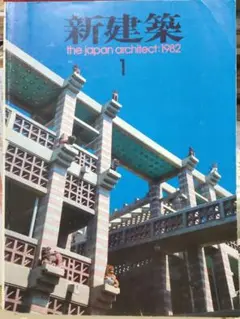 新建築
the japan architect:1982
1